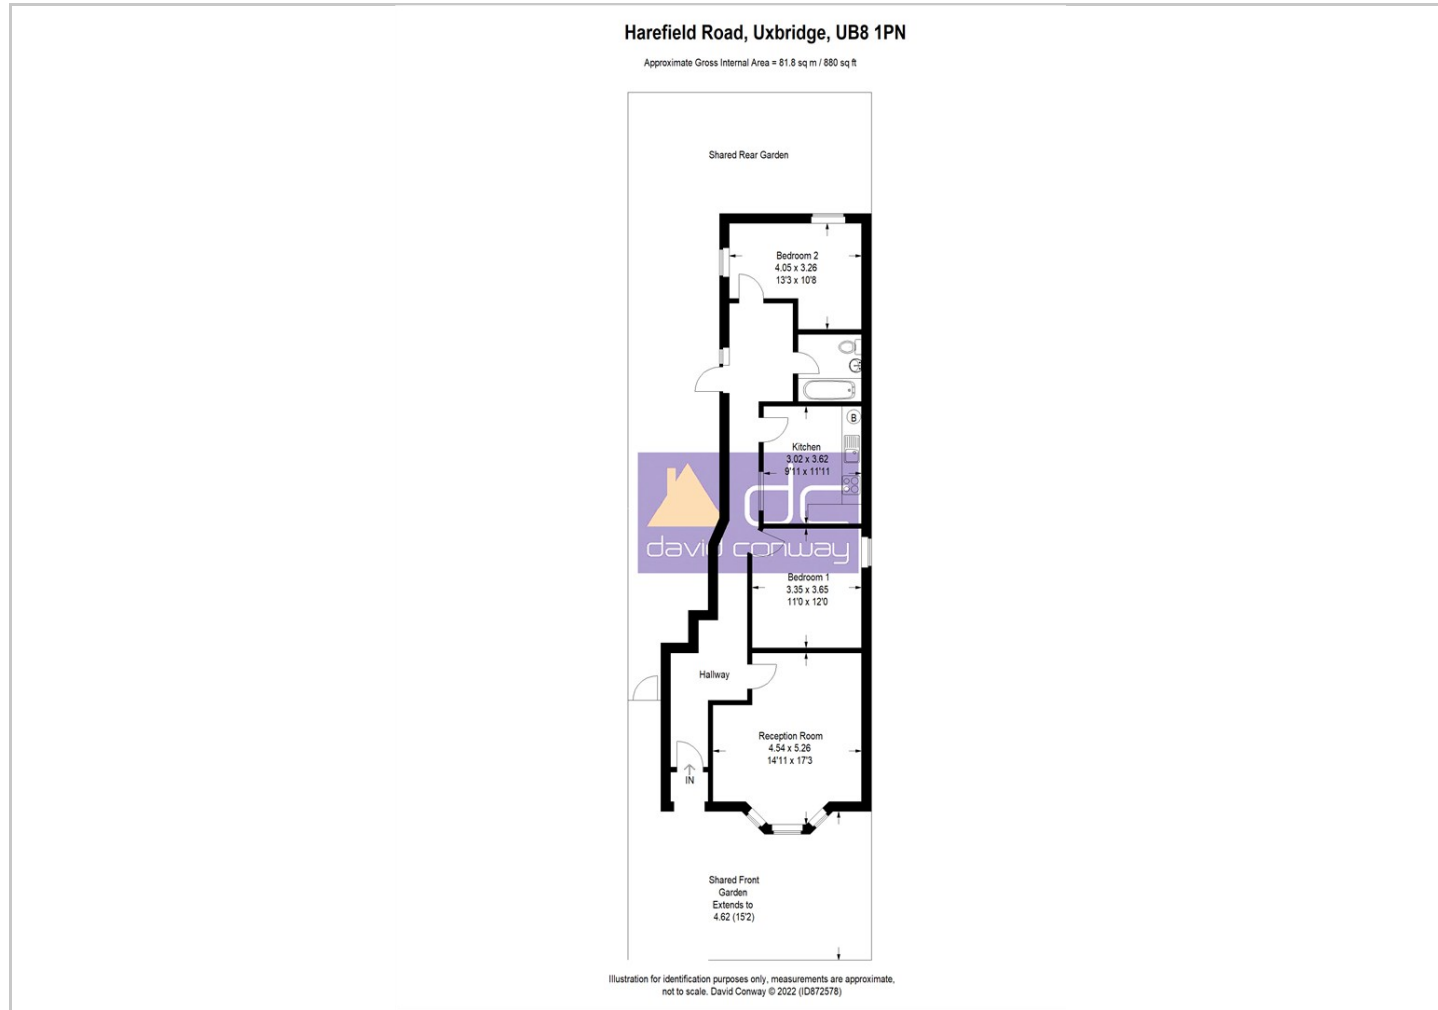 Harefield Road, Uxbridge, UB8 1PN
Approximate Gross Internal Area = 81.8 sq m / 880 sq ft
Shared Rear Garden
Bedroom 2
4.05 x 3.26
13'3 x 10'8
B
Kitchen
3.02 x 3.62
9'11 x 11'11
dc
david conway
Bedroom 1
3.35 x 3.65
11'0 x 12'0
Hallway
Reception Room
4.54 x 5.26
14'11 x 17'3
IN
Shared Front
Garden
Extends to
4.62 (15'2)
Illustration for identification purposes only, measurements are approximate,
not to scale. David Conway © 2022 (ID872578)